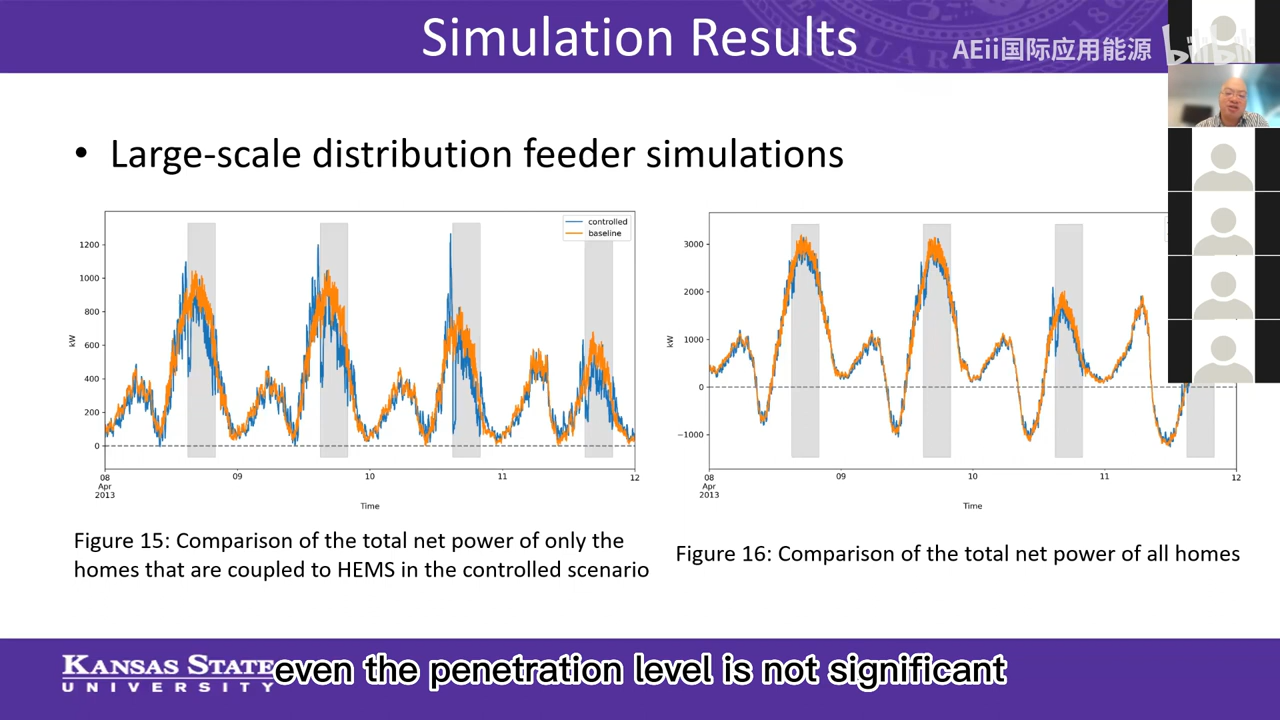 Simulation Results
AEii国际应用能源
bilibili
• Large-scale distribution feeder simulations
controlled
baseline
1200
1000
800
600
400
200
0
kW
08
Apr
2013
09
10
11
12
Time
3000
2000
1000
0
−1000
kW
08
Apr
2013
09
10
11
12
Time
Figure 15: Comparison of the total net power of only the
homes that are coupled to HEMS in the controlled scenario
Figure 16: Comparison of the total net power of all homes
KANSAS STATE
UNIVERSITY
even the penetration level is not significant